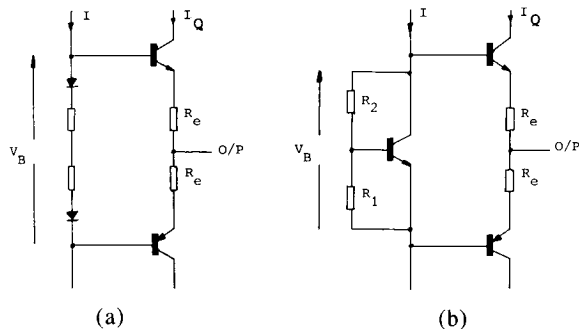 I
I_Q
V_B
R_e
O/P
R_e
(a)
I
I_Q
V_B
R_2
R_1
R_e
O/P
R_e
(b)